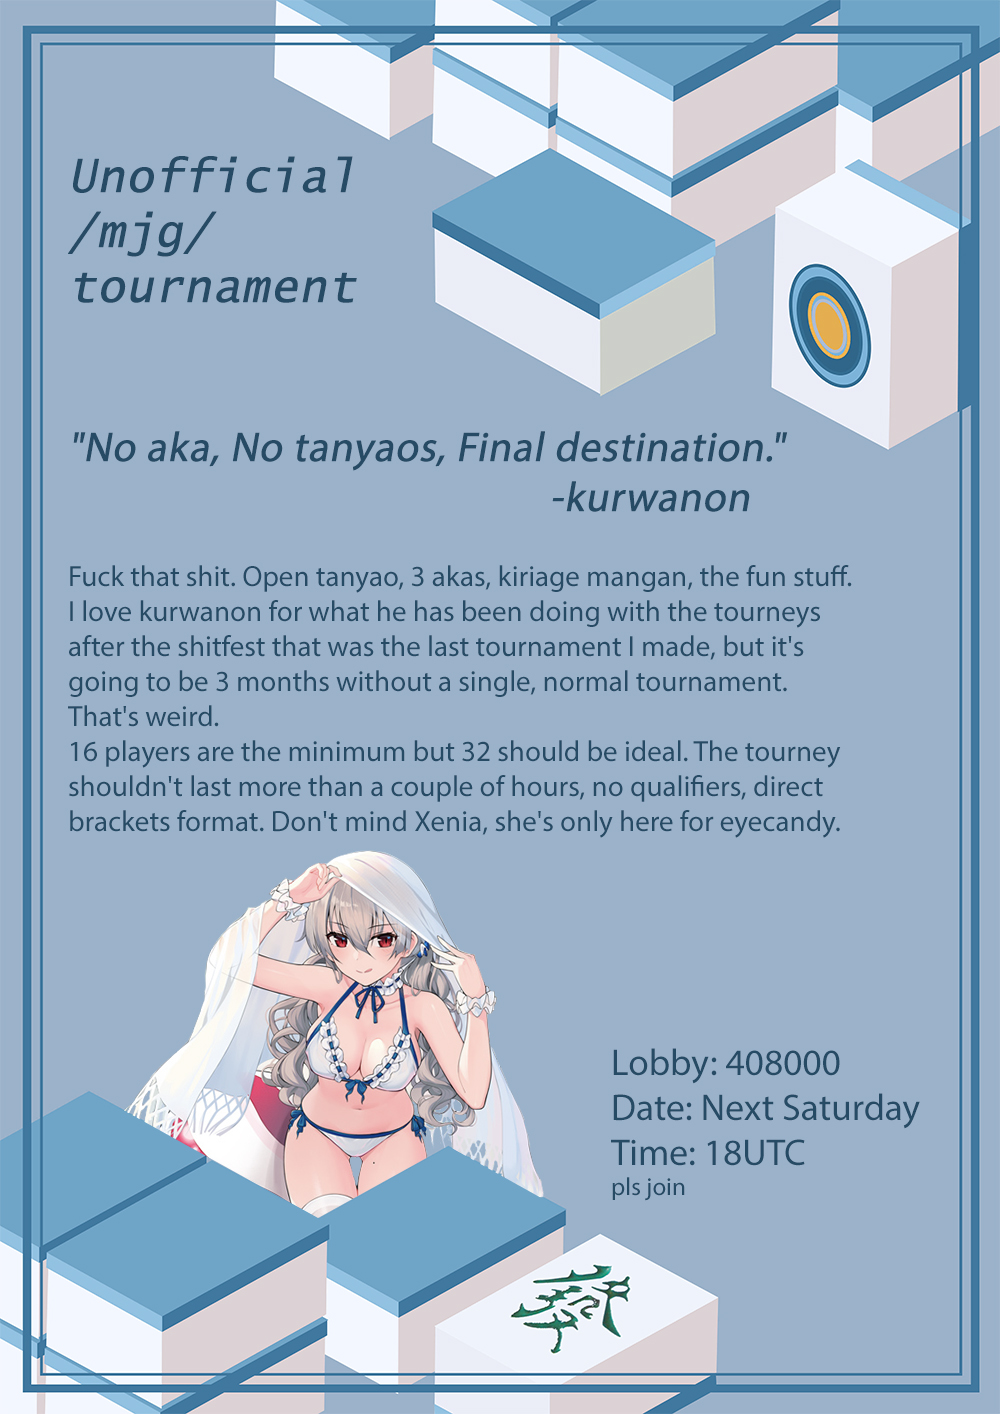 Unofficial
/mjg/
tournament
"No aka, No tanyaos, Final destination."
-kurwanon
Fuck that shit. Open tanyao, 3 akas, kiriage mangan, the fun stuff.
I love kurwanon for what he has been doing with the tourneys
after the shitfest that was the last tournament I made, but it's
going to be 3 months without a single, normal tournament.
That's weird.
16 players are the minimum but 32 should be ideal. The tourney
shouldn't last more than a couple of hours, no qualifiers, direct
brackets format. Don't mind Xenia, she's only here for eyecandy.
Lobby: 408000
Date: Next Saturday
Time: 18UTC
pls join
發